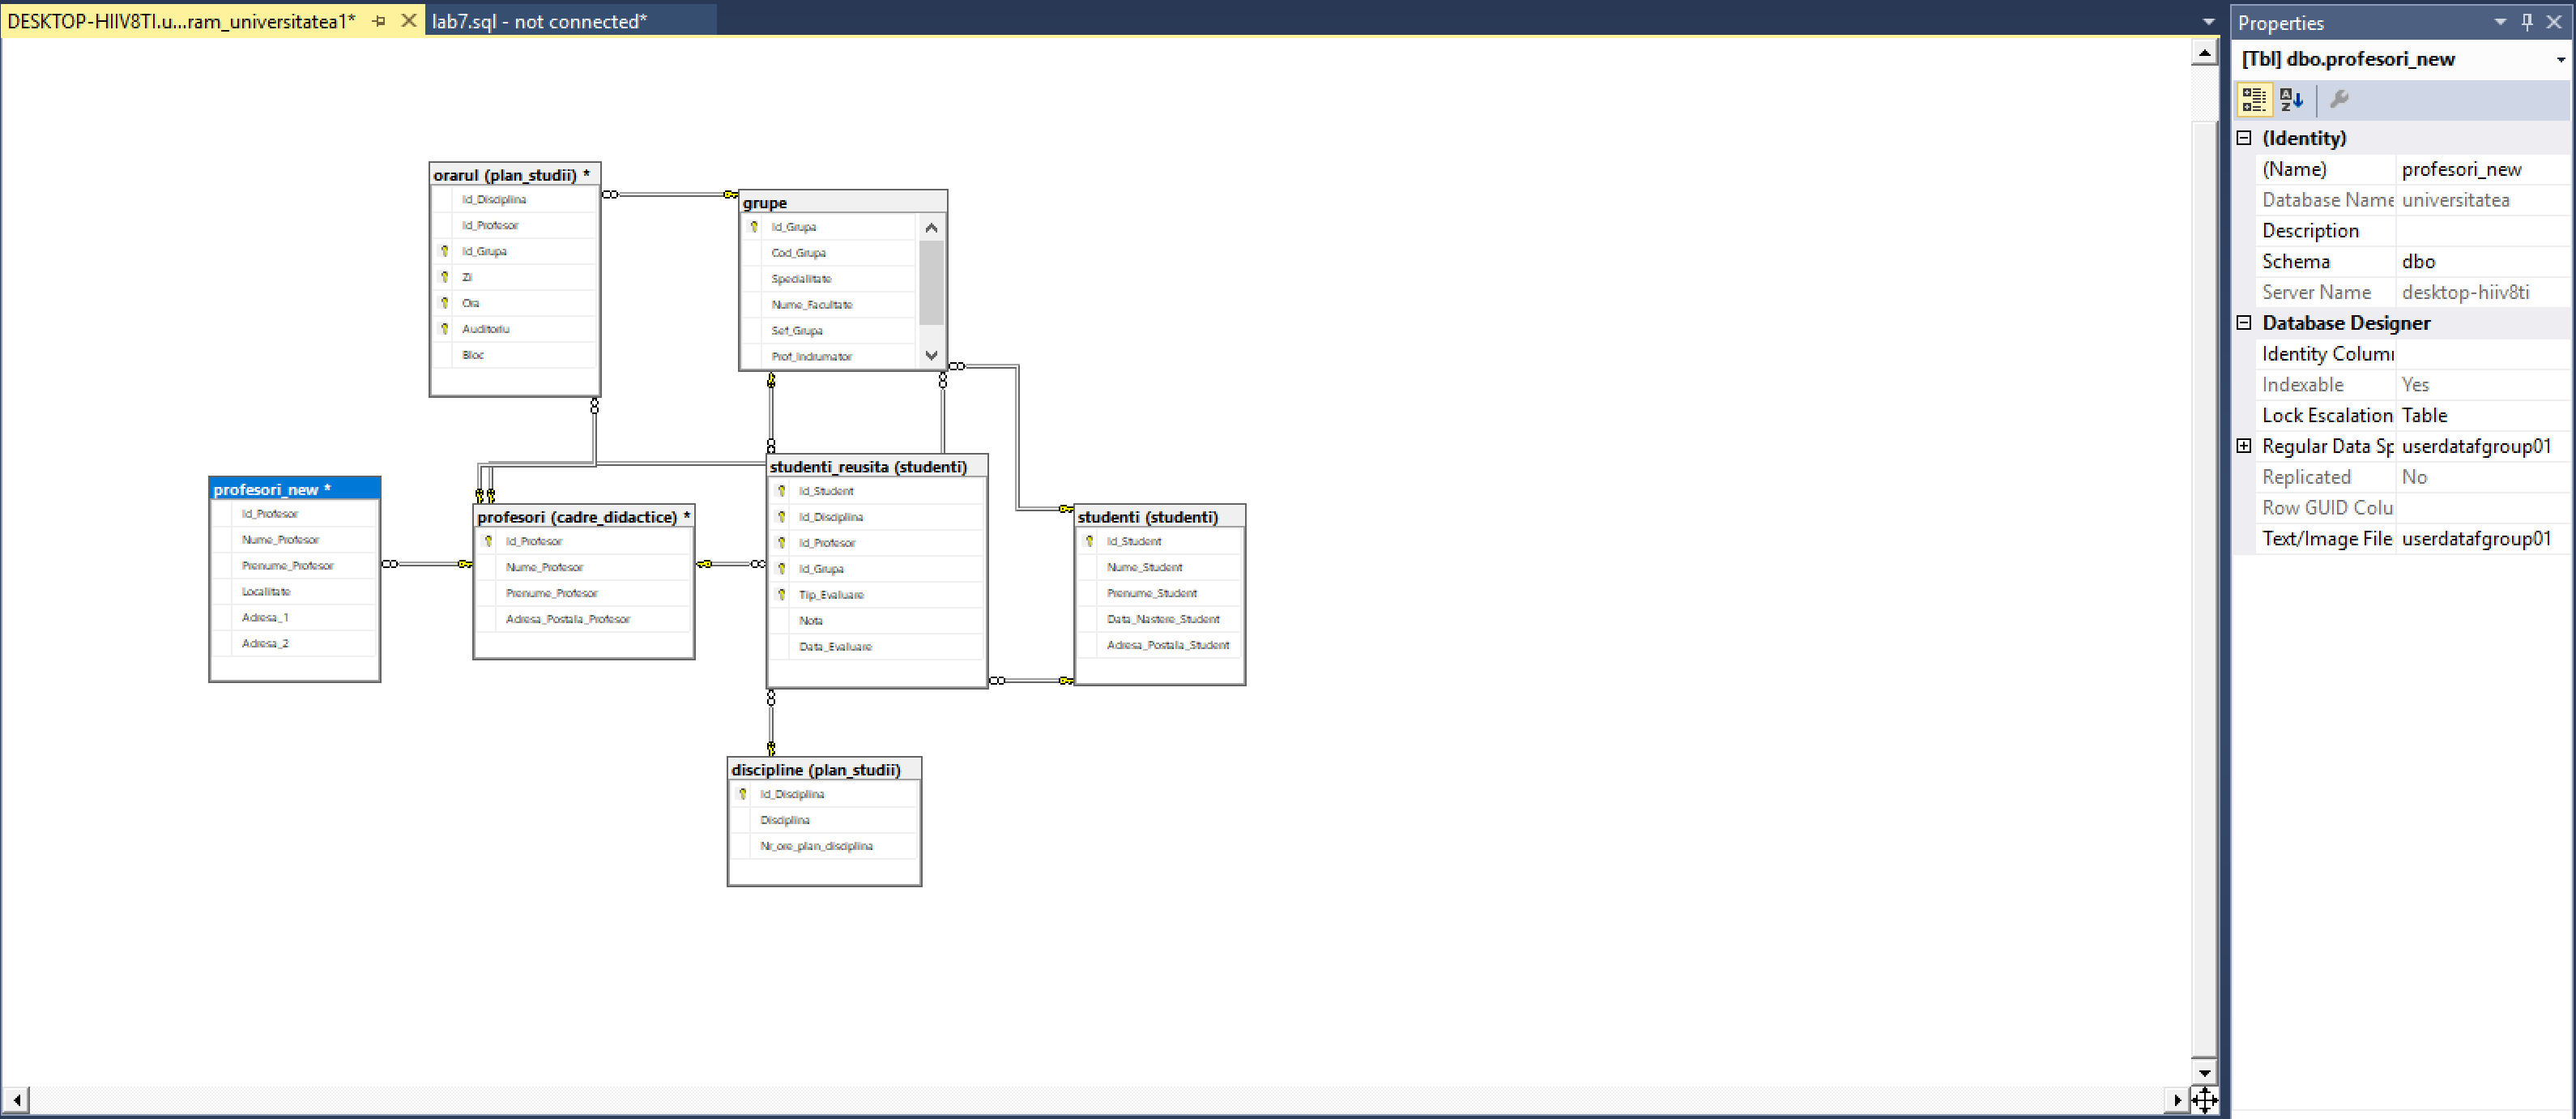 DESKTOP-HIIV8TI.u...ram_universitatea1*
lab7.sql - not connected*
orarul (plan_studii) *
Id_Disciplina
Id_Profesor
Id_Grupa
Zi
Ora
Auditoriu
Bloc
grupe
Id_Grupa
Cod_Grupa
Specialitate
Nume_Facultate
Sef_Grupa
Prof_Indrumator
profesori_new *
Id_Profesor
Nume_Profesor
Prenume_Profesor
Localitate
Adresa_1
Adresa_2
profesori (cadre_didactice) *
Id_Profesor
Nume_Profesor
Prenume_Profesor
Adresa_Postala_Profesor
studenti_reusita (studenti)
Id_Student
Id_Disciplina
Id_Profesor
Id_Grupa
Tip_Evaluare
Nota
Data_Evaluare
studenti (studenti)
Id_Student
Nume_Student
Prenume_Student
Data_Nastere_Student
Adresa_Postala_Student
discipline (plan_studii)
Id_Disciplina
Disciplina
Nr_ore_plan_disciplina
Properties
[Tbl] dbo.profesori_new
(Identity)
(Name) profesori_new
Database Name universitatea
Description
Schema dbo
Server Name desktop-hiiv8ti
Database Designer
Identity Colum
Indexable Yes
Lock Escalation Table
Regular Data Sp userdatafgroup01
Replicated No
Row GUID Colu
Text/Image File userdatafgroup01